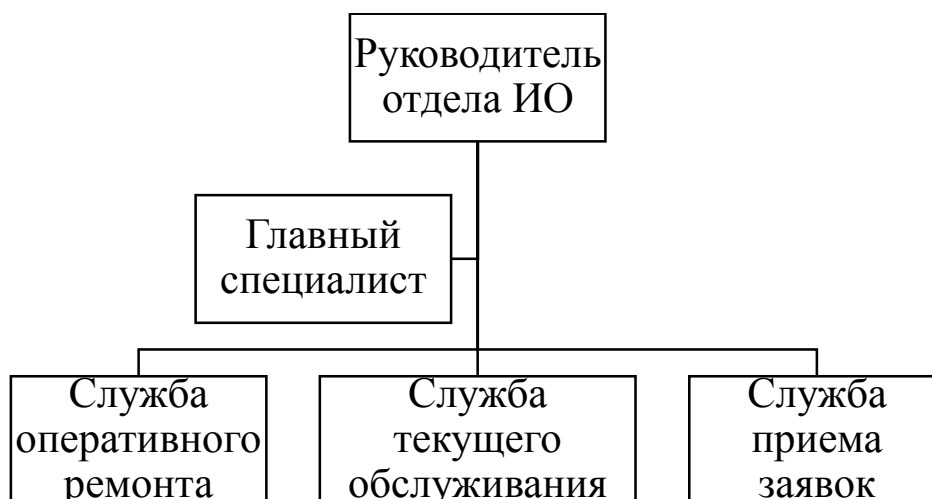 Руководитель
отдела ИО
Главный
специалист
Служба
оперативного
ремонта
Служба
текущего
обслуживания
Служба
приема
заявок